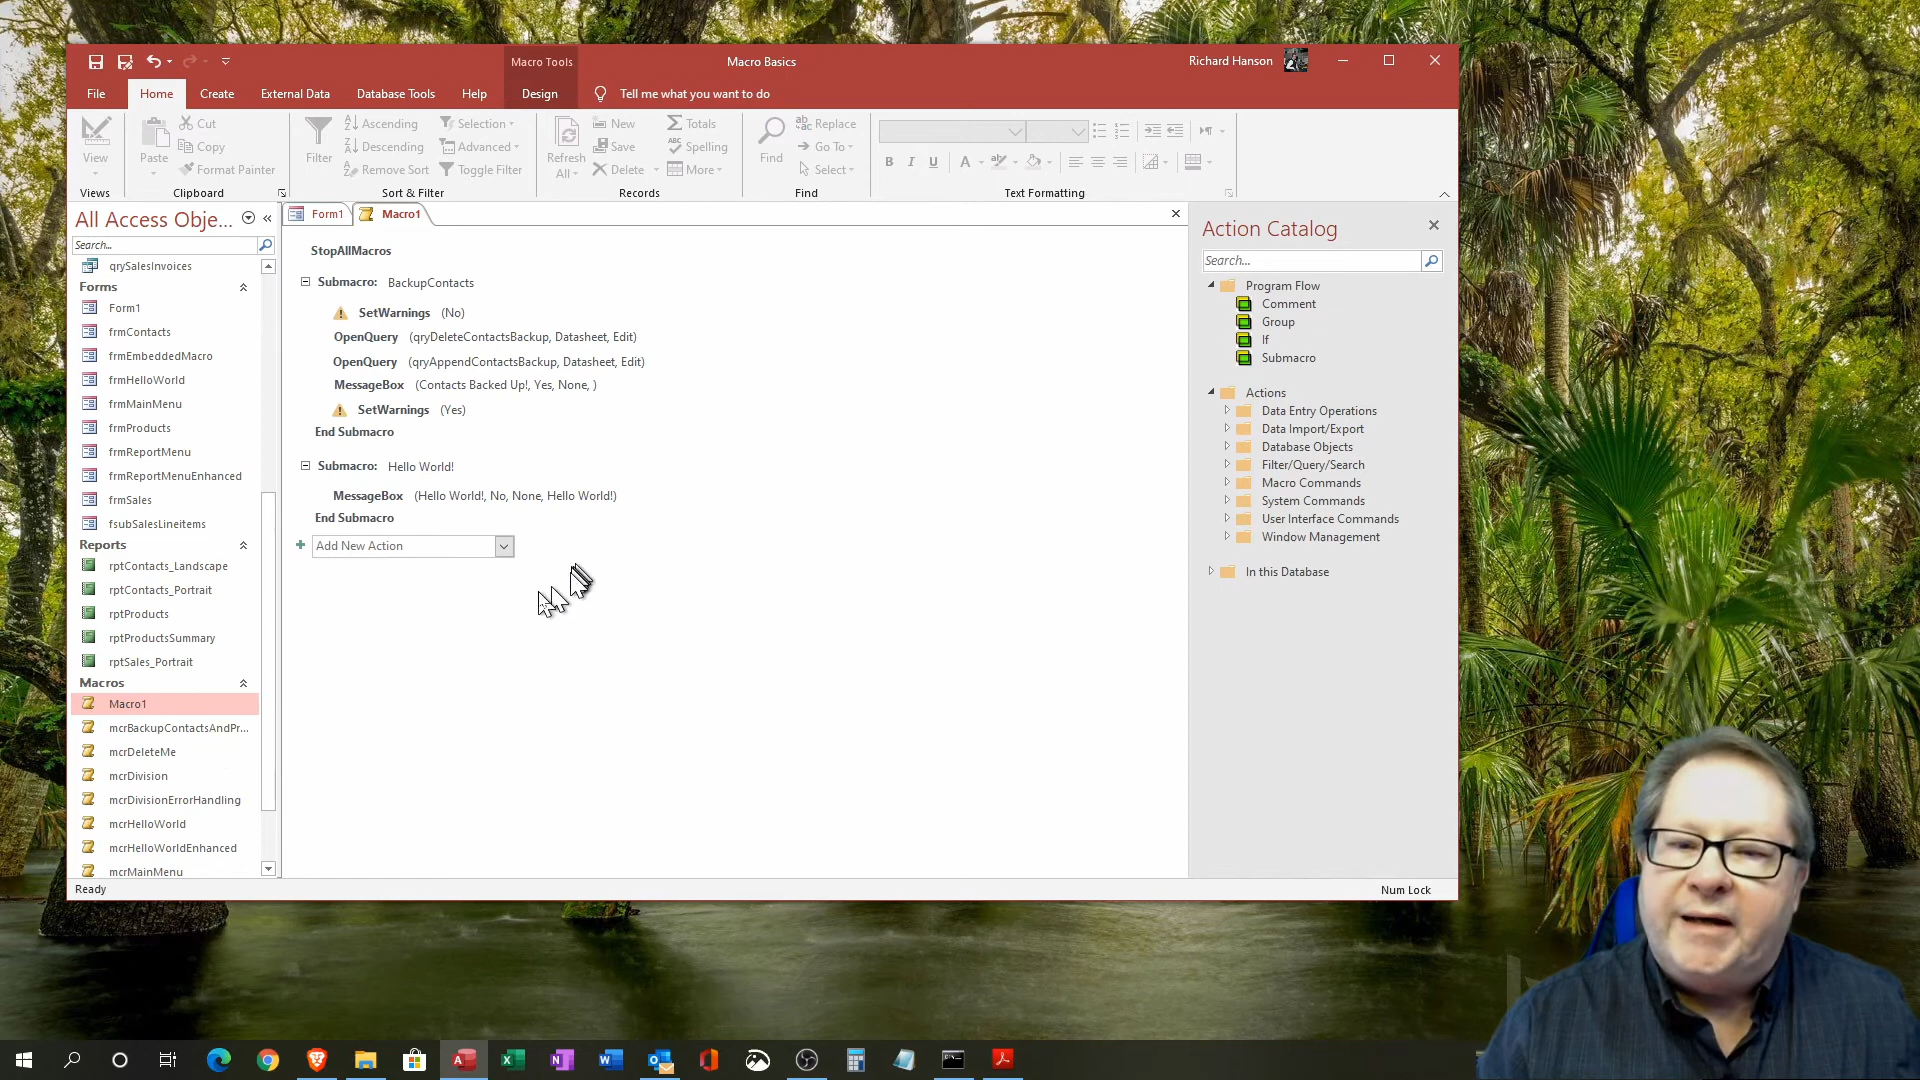 Macro Tools
Macro Basics
Richard Hanson
File
Home
Create
External Data
Database Tools
Help
Design
Tell me what you want to do
View
Views
Paste
Cut
Copy
Format Painter
Clipboard
Filter
Ascending
Descending
Remove Sort
Selection
Advanced
Toggle Filter
Sort & Filter
Refresh
All
New
Save
Delete
Totals
Spelling
More
Records
Find
Replace
Go To
Select
Find
B I U A
Text Formatting
All Access Obje...
Search...
qrySalesInvoices
Forms
Form1
frmContacts
frmEmbeddedMacro
frmHelloWorld
frmMainMenu
frmProducts
frmReportMenu
frmReportMenuEnhanced
frmSales
fsubSalesLineitems
Reports
rptContacts_Landscape
rptContacts_Portrait
rptProducts
rptProductsSummary
rptSales_Portrait
Macros
Macro1
mcrBackupContactsAndPr...
mcrDeleteMe
mcrDivision
mcrDivisionErrorHandling
mcrHelloWorld
mcrHelloWorldEnhanced
mcrMainMenu
Form1
Macro1
StopAllMacros
Submacro: BackupContacts
SetWarnings (No)
OpenQuery (qryDeleteContactsBackup, Datasheet, Edit)
OpenQuery (qryAppendContactsBackup, Datasheet, Edit)
MessageBox (Contacts Backed Up!, Yes, None, )
SetWarnings (Yes)
End Submacro
Submacro: Hello World!
MessageBox (Hello World!, No, None, Hello World!)
End Submacro
Add New Action
Action Catalog
Search...
Program Flow
Comment
Group
If
Submacro
Actions
Data Entry Operations
Data Import/Export
Database Objects
Filter/Query/Search
Macro Commands
System Commands
User Interface Commands
Window Management
In this Database
Ready
Num Lock